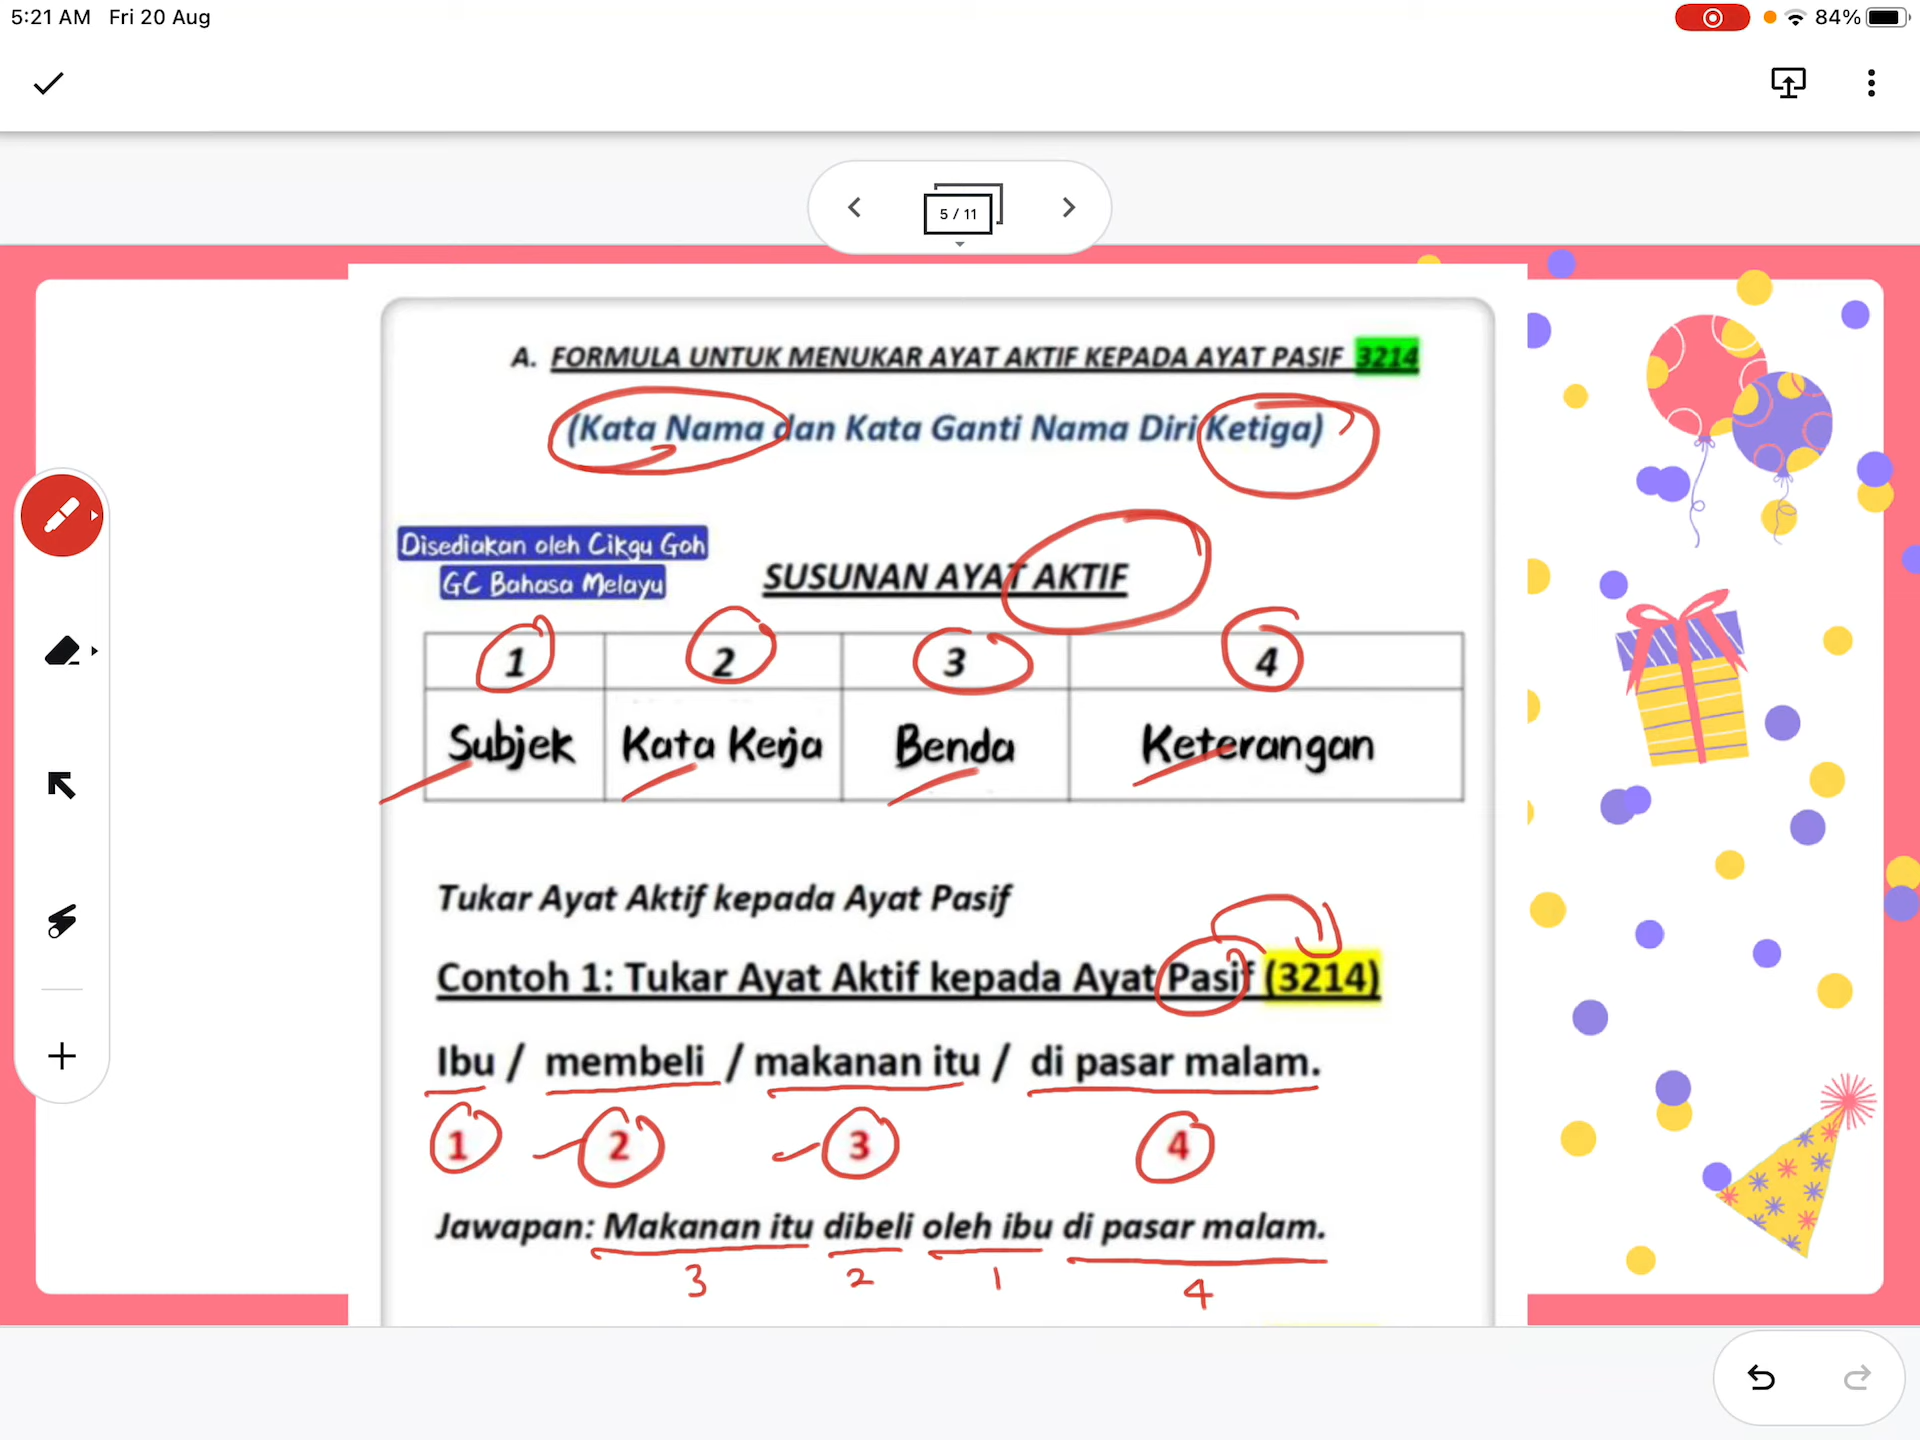 5:21 AM Fri 20 Aug
84%
5 / 11
A. FORMULA UNTUK MENUKAR AYAT AKTIF KEPADA AYAT PASIF 3214
(Kata Nama dan Kata Ganti Nama Diri Ketiga)
Disediakan oleh Cikgu Goh
GC Bahasa Melayu
SUSUNAN AYAT AKTIF
1 2 3 4
Subjek Kata Kerja Benda Keterangan
Tukar Ayat Aktif kepada Ayat Pasif
Contoh 1: Tukar Ayat Aktif kepada Ayat Pasif (3214)
Ibu / membeli / makanan itu / di pasar malam.
1 2 3 4
Jawapan: Makanan itu dibeli oleh ibu di pasar malam.
3 2 1 4